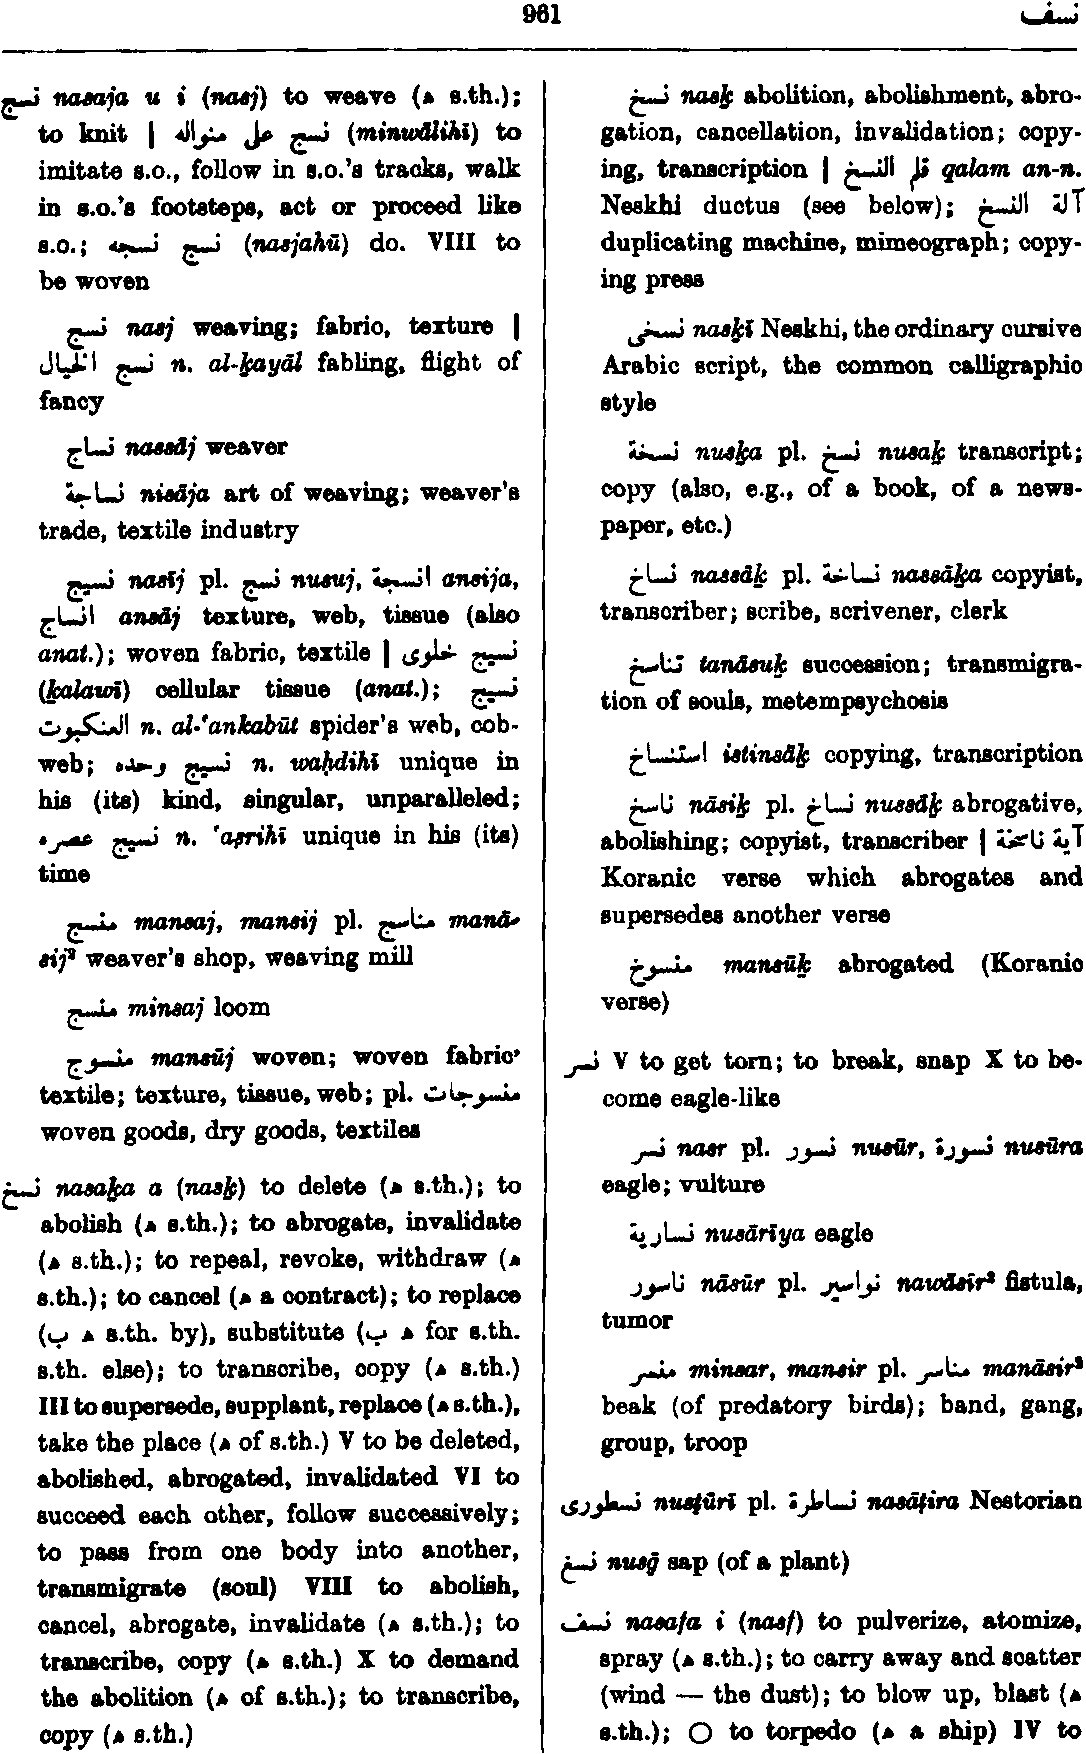 961
نسف
نسج nasaja u i (nasj) to weave (ه s.th.);
to knit | نسج على منواله (minwālihī) to
imitate s.o., follow in s.o.'s tracks, walk
in s.o.'s footsteps, act or proceed like
s.o.; نسج نسجه (nasjahū) do. VIII to
be woven
نسج nasj weaving; fabric, texture |
نسج الخيال n. al-ḵayāl fabling, flight of
fancy
نساج nassāj weaver
نساجة nisāja art of weaving; weaver's
trade, textile industry
نسيج nasīj pl. نسج nusuj, انسجة ansija,
انساج ansāj texture, web, tissue (also
anat.); woven fabric, textile | نسيج خلوى
(ḵalawī) cellular tissue (anat.); نسيج
العنكبوت n. al-‘ankabūt spider's web, cob-
web; نسيج وحده n. waḥdihī unique in
his (its) kind, singular, unparalleled;
نسيج عصره n. ‘aṣrihī unique in his (its)
time
منسج mansaj, mansij pl. مناسج manā-
sij² weaver's shop, weaving mill
منسج minsaj loom
منسوج mansūj woven; woven fabric,
textile; texture, tissue, web; pl. منسوجات
woven goods, dry goods, textiles
نسخ nasaḵa a (nasḵ) to delete (ه s.th.); to
abolish (ه s.th.); to abrogate, invalidate
(ه s.th.); to repeal, revoke, withdraw (ه
s.th.); to cancel (ه a contract); to replace
(ه ب s.th. by), substitute (ه ب for s.th.
s.th. else); to transcribe, copy (ه s.th.)
III to supersede, supplant, replace (ه s.th.),
take the place (ه of s.th.) V to be deleted,
abolished, abrogated, invalidated VI to
succeed each other, follow successively;
to pass from one body into another,
transmigrate (soul) VIII to abolish,
cancel, abrogate, invalidate (ه s.th.); to
transcribe, copy (ه s.th.) X to demand
the abolition (ه of s.th.); to transcribe,
copy (ه s.th.)
نسخ nasḵ abolition, abolishment, abro-
gation, cancellation, invalidation; copy-
ing, transcription | قلم النسخ qalam an-n.
Neskhi ductus (see below); آلة النسخ
duplicating machine, mimeograph; copy-
ing press
نسخى nasḵī Neskhi, the ordinary cursive
Arabic script, the common calligraphic
style
نسخة nusḵa pl. نسخ nusaḵ transcript;
copy (also, e.g., of a book, of a news-
paper, etc.)
نساخ nassāḵ pl. نساخة nassāḵa copyist,
transcriber; scribe, scrivener, clerk
تناسخ tanāsuḵ succession; transmigra-
tion of souls, metempsychosis
استنساخ istinsāḵ copying, transcription
ناسخ nāsiḵ pl. نساخ nussāḵ abrogative,
abolishing; copyist, transcriber | آية ناسخة
Koranic verse which abrogates and
supersedes another verse
منسوخ mansūḵ abrogated (Koranic
verse)
نسر V to get torn; to break, snap X to be-
come eagle-like
نسر nasr pl. نسور nusūr, نسورة nusūra
eagle; vulture
نسارية nusārīya eagle
ناسور nāsūr pl. نواسير nawāsīr² fistula,
tumor
منسر minsar, mansir pl. مناسر manāsir²
beak (of predatory birds); band, gang,
group, troop
نسطورى nusṭūrī pl. نساطرة nasāṭira Nestorian
نسغ nusḡ sap (of a plant)
نسف nasafa i (nasf) to pulverize, atomize,
spray (ه s.th.); to carry away and scatter
(wind — the dust); to blow up, blast (ه
s.th.); ○ to torpedo (ه a ship) IV to